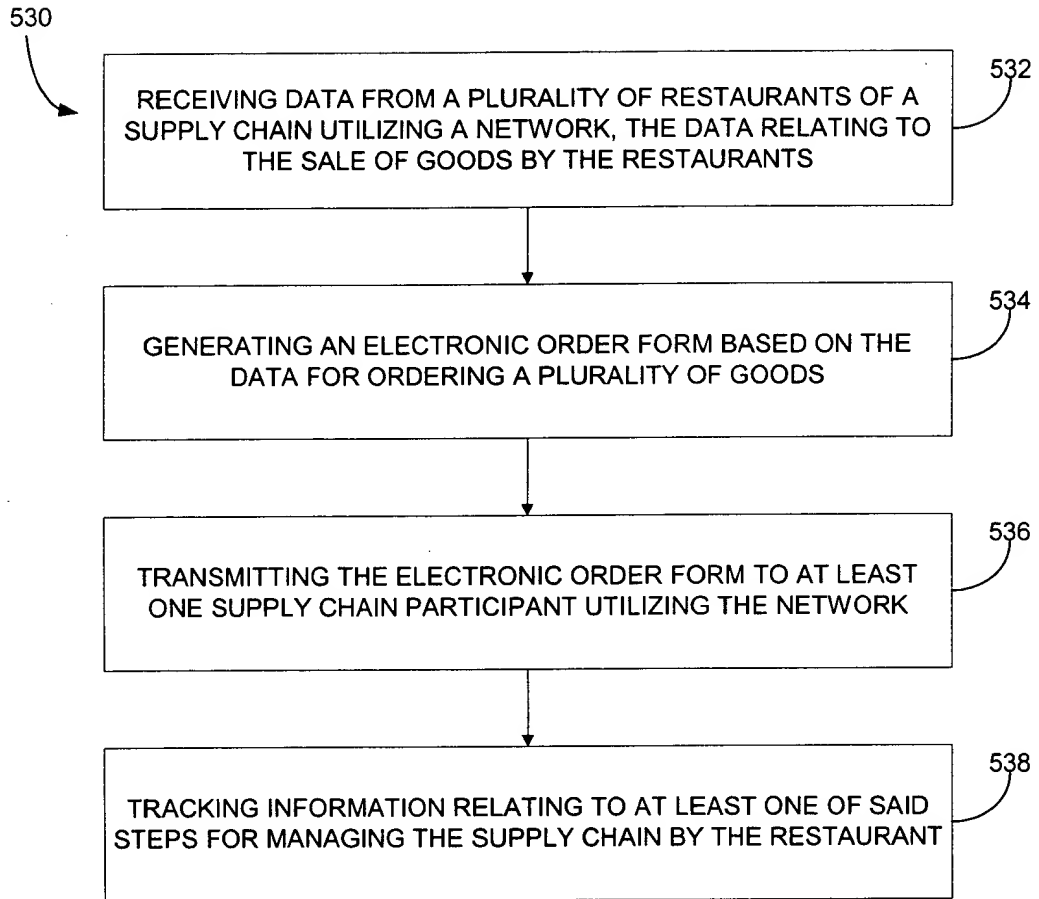 530
532
RECEIVING DATA FROM A PLURALITY OF RESTAURANTS OF A
SUPPLY CHAIN UTILIZING A NETWORK, THE DATA RELATING TO
THE SALE OF GOODS BY THE RESTAURANTS
534
GENERATING AN ELECTRONIC ORDER FORM BASED ON THE
DATA FOR ORDERING A PLURALITY OF GOODS
536
TRANSMITTING THE ELECTRONIC ORDER FORM TO AT LEAST
ONE SUPPLY CHAIN PARTICIPANT UTILIZING THE NETWORK
538
TRACKING INFORMATION RELATING TO AT LEAST ONE OF SAID
STEPS FOR MANAGING THE SUPPLY CHAIN BY THE RESTAURANT